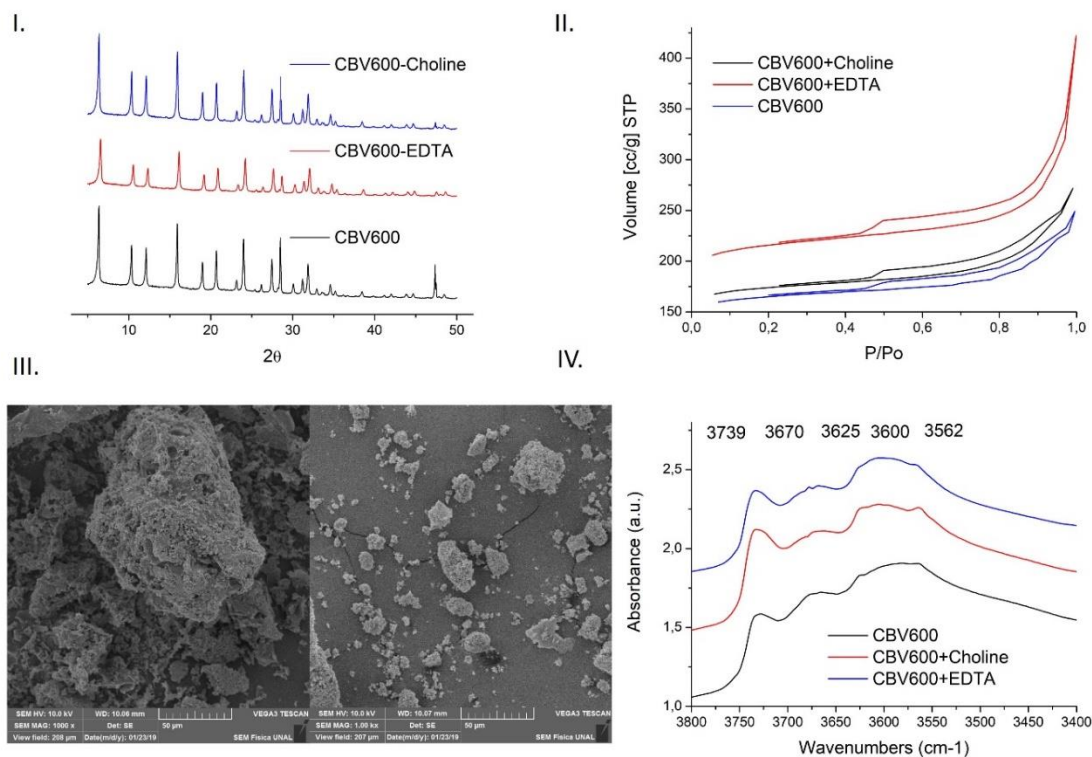 I.
CBV600-Choline
CBV600-EDTA
CBV600
10 20 30 40 50
2θ
II.
400
350
300
250
200
150
Volume [cc/g] STP
CBV600+Choline
CBV600+EDTA
CBV600
0,0 0,2 0,4 0,6 0,8 1,0
P/Po
III.
SEM HV: 10.0 kV WD: 10.06 mm VEGA3 TESCAN
SEM MAG: 1000 x Det: SE 50 µm
View field: 208 µm Date(m/d/y): 01/23/19 SEM Fisica UNAL
SEM HV: 10.0 kV WD: 10.07 mm VEGA3 TESCAN
SEM MAG: 1.00 kx Det: SE 50 µm
View field: 207 µm Date(m/d/y): 01/23/19 SEM Fisica UNAL
IV.
3739 3670 3625 3600 3562
2,5
2,0
1,5
1,0
Absorbance (a.u.)
CBV600
CBV600+Choline
CBV600+EDTA
3800 3750 3700 3650 3600 3550 3500 3450 3400
Wavenumbers (cm-1)